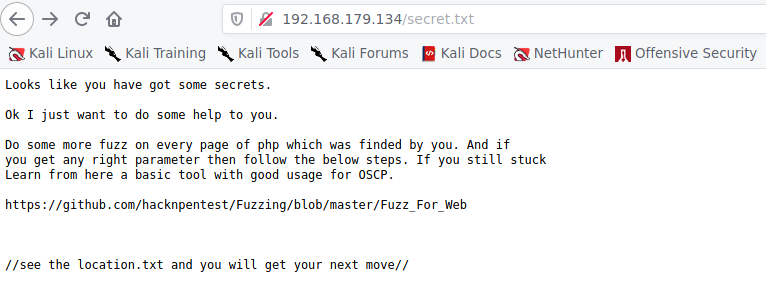 192.168.179.134/secret.txt
Kali Linux Kali Training Kali Tools Kali Forums Kali Docs NetHunter Offensive Security
Looks like you have got some secrets.
Ok I just want to do some help to you.
Do some more fuzz on every page of php which was finded by you. And if
you get any right parameter then follow the below steps. If you still stuck
Learn from here a basic tool with good usage for OSCP.
https://github.com/hacknpentest/Fuzzing/blob/master/Fuzz_For_Web
//see the location.txt and you will get your next move//